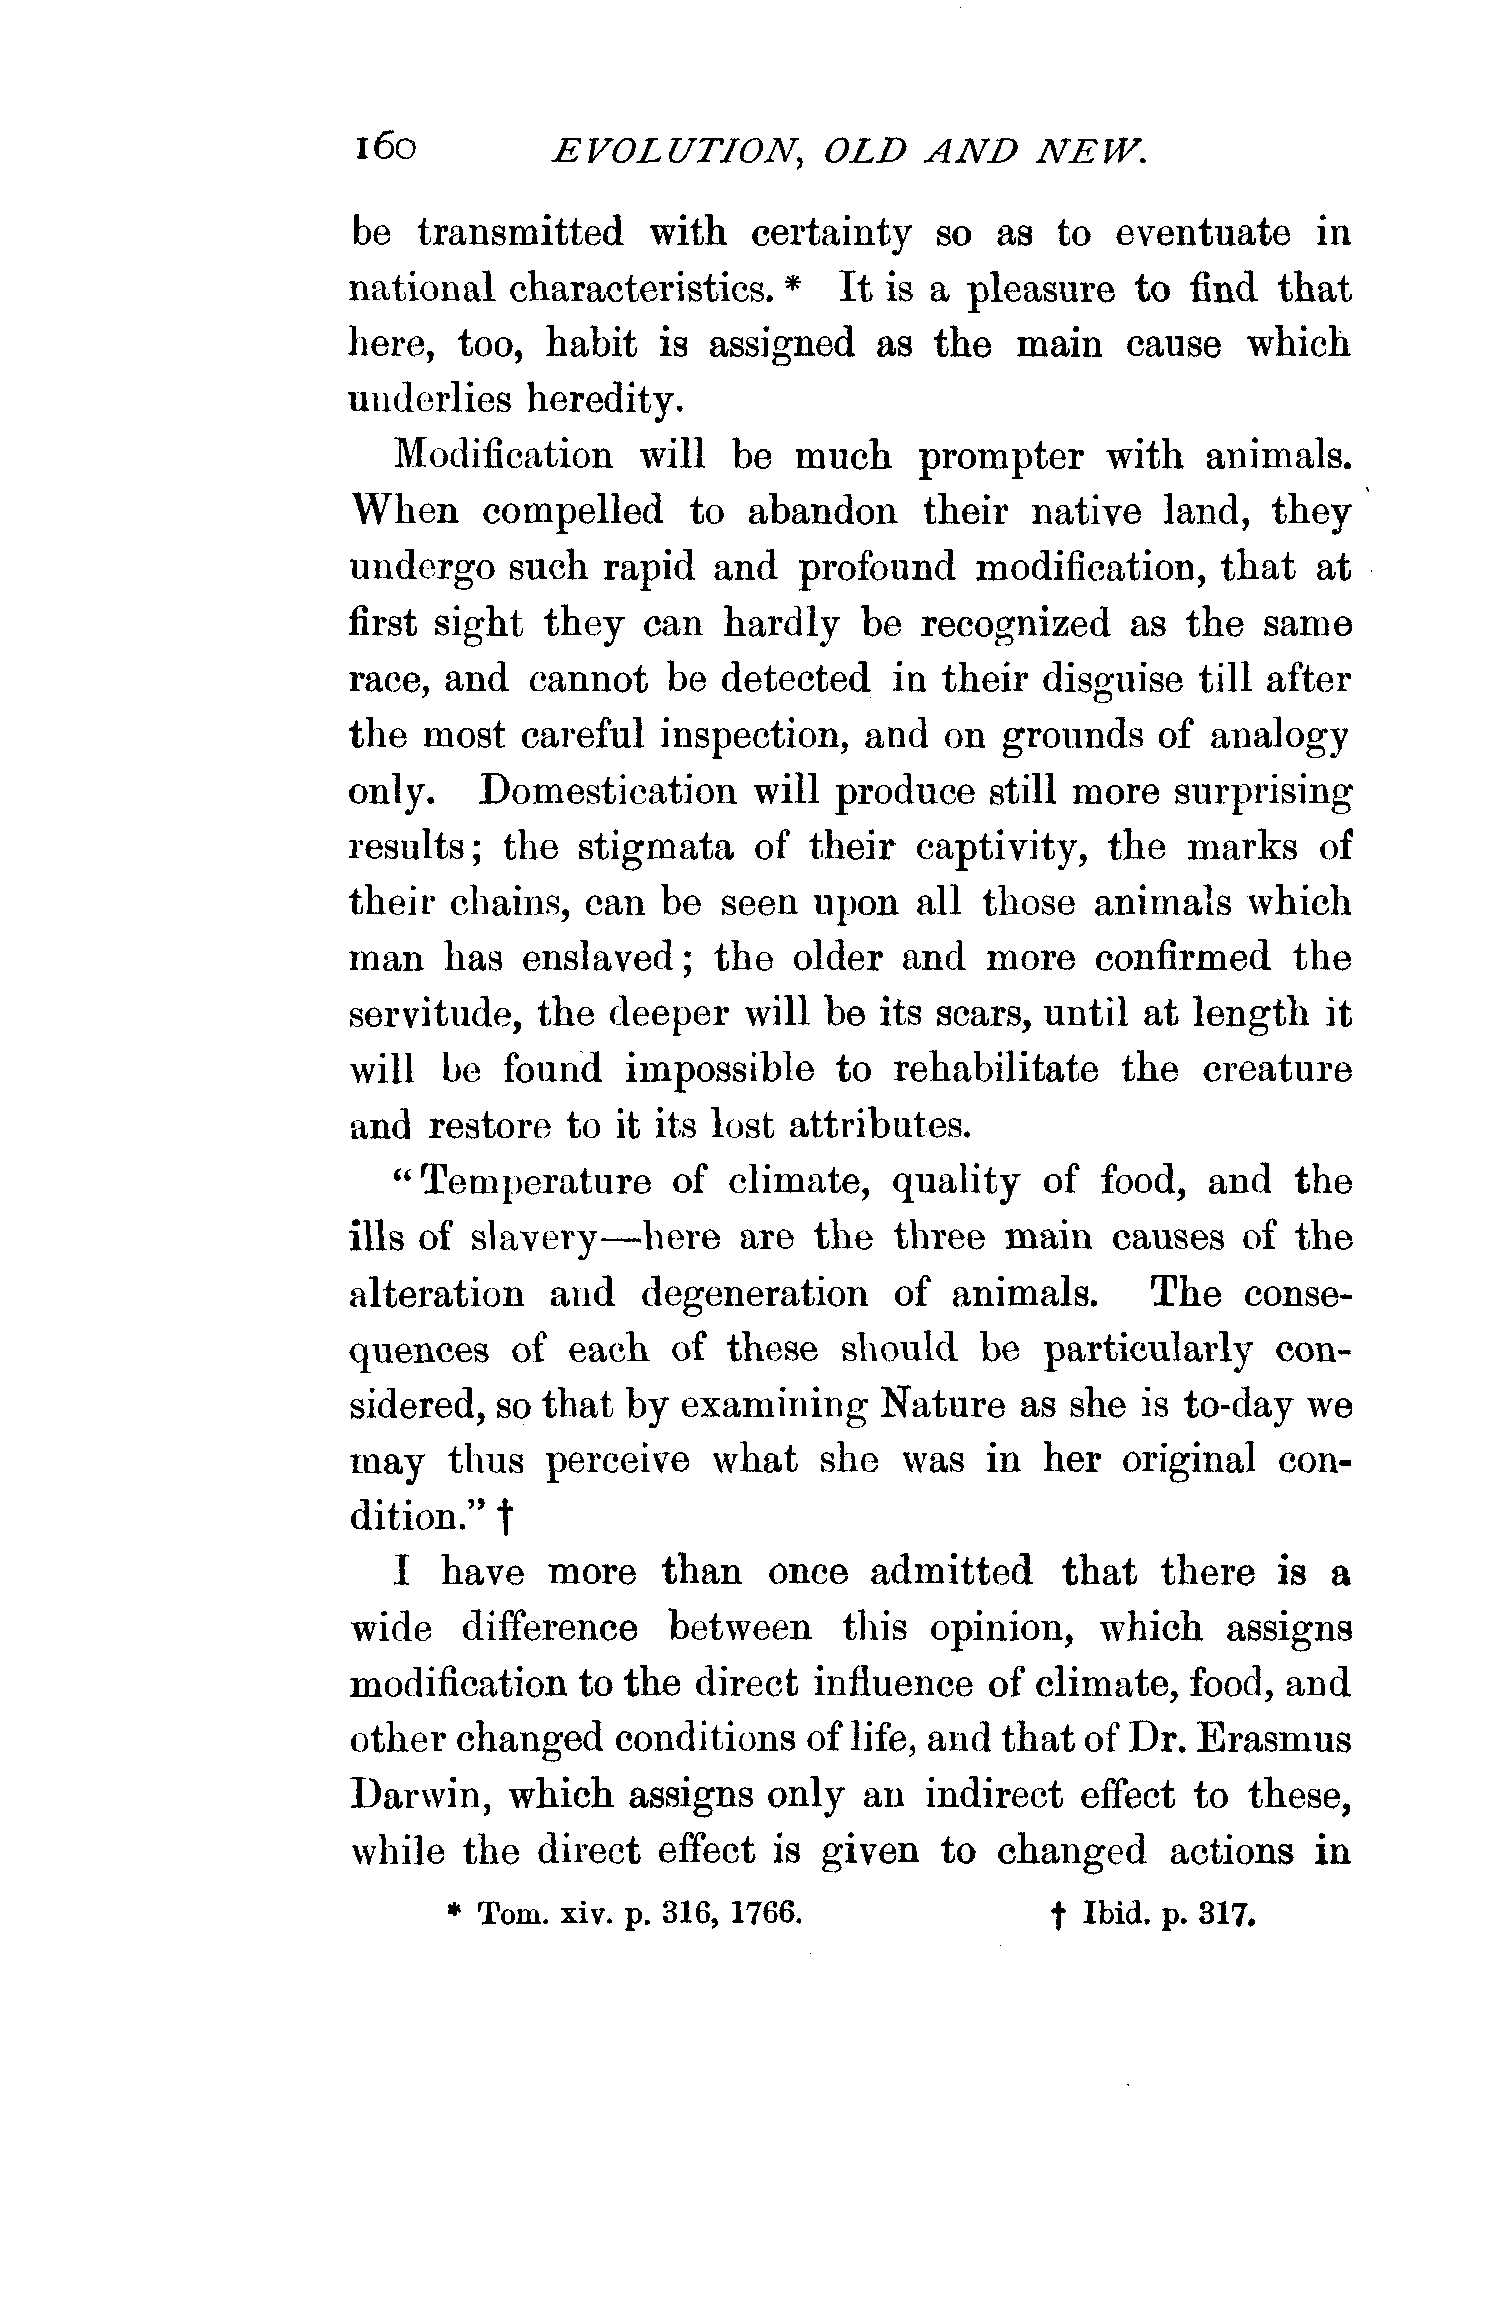 160 EVOLUTION, OLD AND NEW.
be transmitted with certainty so as to eventuate in
national characteristics. * It is a pleasure to find that
here, too, habit is assigned as the main cause which
underlies heredity.
Modification will be much prompter with animals.
When compelled to abandon their native land, they
undergo such rapid and profound modification, that at
first sight they can hardly be recognized as the same
race, and cannot be detected in their disguise till after
the most careful inspection, and on grounds of analogy
only. Domestication will produce still more surprising
results; the stigmata of their captivity, the marks of
their chains, can be seen upon all those animals which
man has enslaved; the older and more confirmed the
servitude, the deeper will be its scars, until at length it
will be found impossible to rehabilitate the creature
and restore to it its lost attributes.
“Temperature of climate, quality of food, and the
ills of slavery—here are the three main causes of the
alteration and degeneration of animals. The conse-
quences of each of these should be particularly con-
sidered, so that by examining Nature as she is to-day we
may thus perceive what she was in her original con-
dition.” †
I have more than once admitted that there is a
wide difference between this opinion, which assigns
modification to the direct influence of climate, food, and
other changed conditions of life, and that of Dr. Erasmus
Darwin, which assigns only an indirect effect to these,
while the direct effect is given to changed actions in
* Tom. xiv. p. 316, 1766. † Ibid. p. 317.